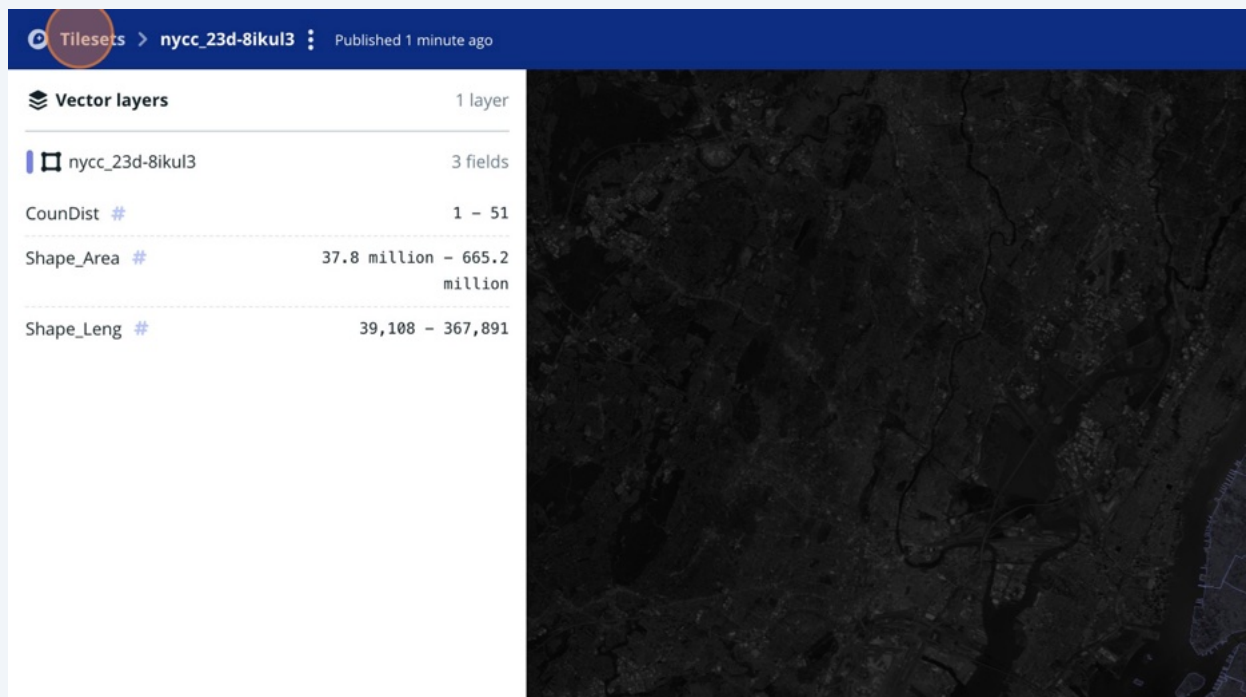 Tilesets > nycc_23d-8ikul3 Published 1 minute ago
Vector layers 1 layer
nycc_23d-8ikul3 3 fields
CounDist # 1 – 51
Shape_Area # 37.8 million – 665.2
million
Shape_Leng # 39,108 – 367,891